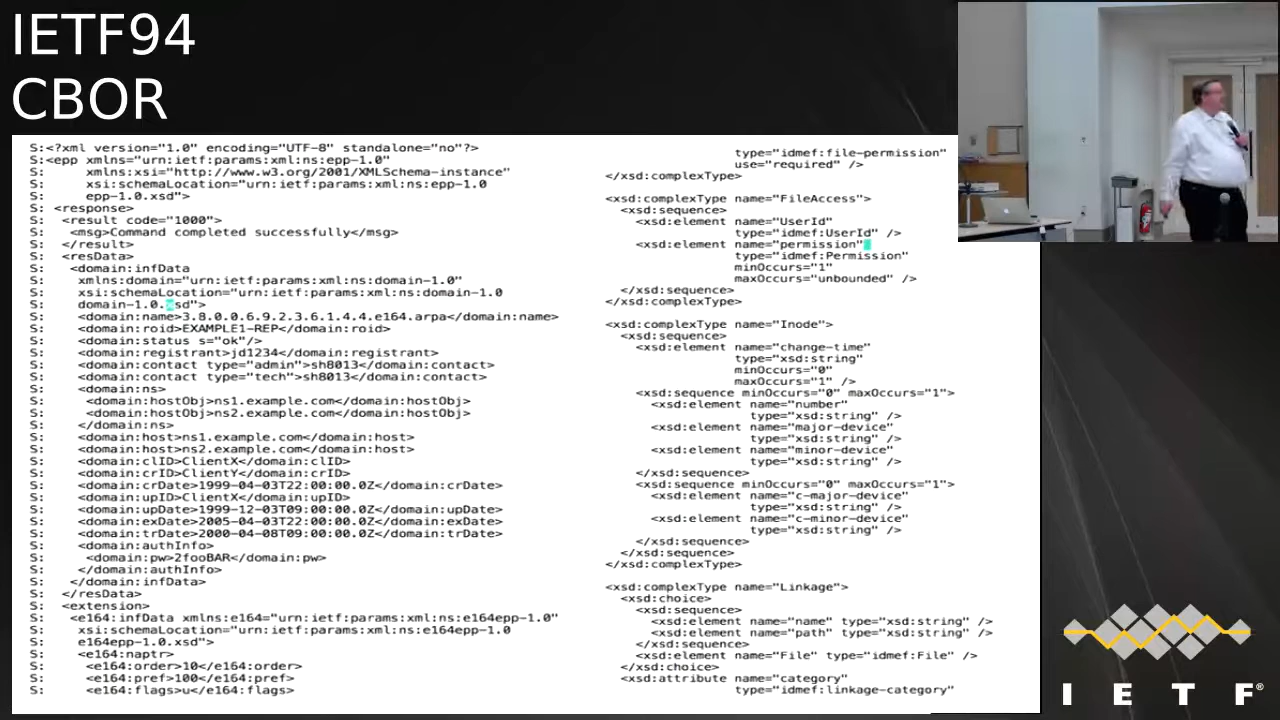 IETF94
CBOR
S:<?xml version="1.0" encoding="UTF-8" standalone="no"?>
S:<epp xmlns="urn:ietf:params:xml:ns:epp-1.0"
S: xmlns:xsi="http://www.w3.org/2001/XMLSchema-instance"
S: xsi:schemaLocation="urn:ietf:params:xml:ns:epp-1.0
S: epp-1.0.xsd">
S: <response>
S: <result code="1000">
S: <msg>Command completed successfully</msg>
S: </result>
S: <resData>
S: <domain:infData
S: xmlns:domain="urn:ietf:params:xml:ns:domain-1.0"
S: xsi:schemaLocation="urn:ietf:params:xml:ns:domain-1.0
S: domain-1.0.xsd">
S: <domain:name>3.8.0.0.6.9.2.3.6.1.4.4.e164.arpa</domain:name>
S: <domain:roid>EXAMPLE1-REP</domain:roid>
S: <domain:status s="ok"/>
S: <domain:registrant>jd1234</domain:registrant>
S: <domain:contact type="admin">sh8013</domain:contact>
S: <domain:contact type="tech">sh8013</domain:contact>
S: <domain:ns>
S: <domain:hostObj>ns1.example.com</domain:hostObj>
S: <domain:hostObj>ns2.example.com</domain:hostObj>
S: </domain:ns>
S: <domain:host>ns1.example.com</domain:host>
S: <domain:host>ns2.example.com</domain:host>
S: <domain:clID>ClientX</domain:clID>
S: <domain:crID>ClientY</domain:crID>
S: <domain:crDate>1999-04-03T22:00:00.0Z</domain:crDate>
S: <domain:upID>ClientX</domain:upID>
S: <domain:upDate>1999-12-03T09:00:00.0Z</domain:upDate>
S: <domain:exDate>2005-04-03T22:00:00.0Z</domain:exDate>
S: <domain:trDate>2000-04-08T09:00:00.0Z</domain:trDate>
S: <domain:authInfo>
S: <domain:pw>2fooBAR</domain:pw>
S: </domain:authInfo>
S: </domain:infData>
S: </resData>
S: <extension>
S: <e164:infData xmlns:e164="urn:ietf:params:xml:ns:e164epp-1.0"
S: xsi:schemaLocation="urn:ietf:params:xml:ns:e164epp-1.0
S: e164epp-1.0.xsd">
S: <e164:naptr>
S: <e164:order>10</e164:order>
S: <e164:pref>100</e164:pref>
S: <e164:flags>u</e164:flags>
type="idmef:file-permission"
use="required" />
</xsd:complexType>
<xsd:complexType name="FileAccess">
<xsd:sequence>
<xsd:element name="UserId"
type="idmef:UserId" />
<xsd:element name="permission"
type="idmef:Permission"
minOccurs="1"
maxOccurs="unbounded" />
</xsd:sequence>
</xsd:complexType>
<xsd:complexType name="Inode">
<xsd:sequence>
<xsd:element name="change-time"
type="xsd:string"
minOccurs="0"
maxOccurs="1" />
<xsd:sequence minOccurs="0" maxOccurs="1">
<xsd:element name="number"
type="xsd:string" />
<xsd:element name="major-device"
type="xsd:string" />
<xsd:element name="minor-device"
type="xsd:string" />
</xsd:sequence>
<xsd:sequence minOccurs="0" maxOccurs="1">
<xsd:element name="c-major-device"
type="xsd:string" />
<xsd:element name="c-minor-device"
type="xsd:string" />
</xsd:sequence>
</xsd:sequence>
</xsd:complexType>
<xsd:complexType name="Linkage">
<xsd:choice>
<xsd:sequence>
<xsd:element name="name" type="xsd:string" />
<xsd:element name="path" type="xsd:string" />
</xsd:sequence>
<xsd:element name="File" type="idmef:File" />
</xsd:choice>
<xsd:attribute name="category"
type="idmef:linkage-category"
I E T F®